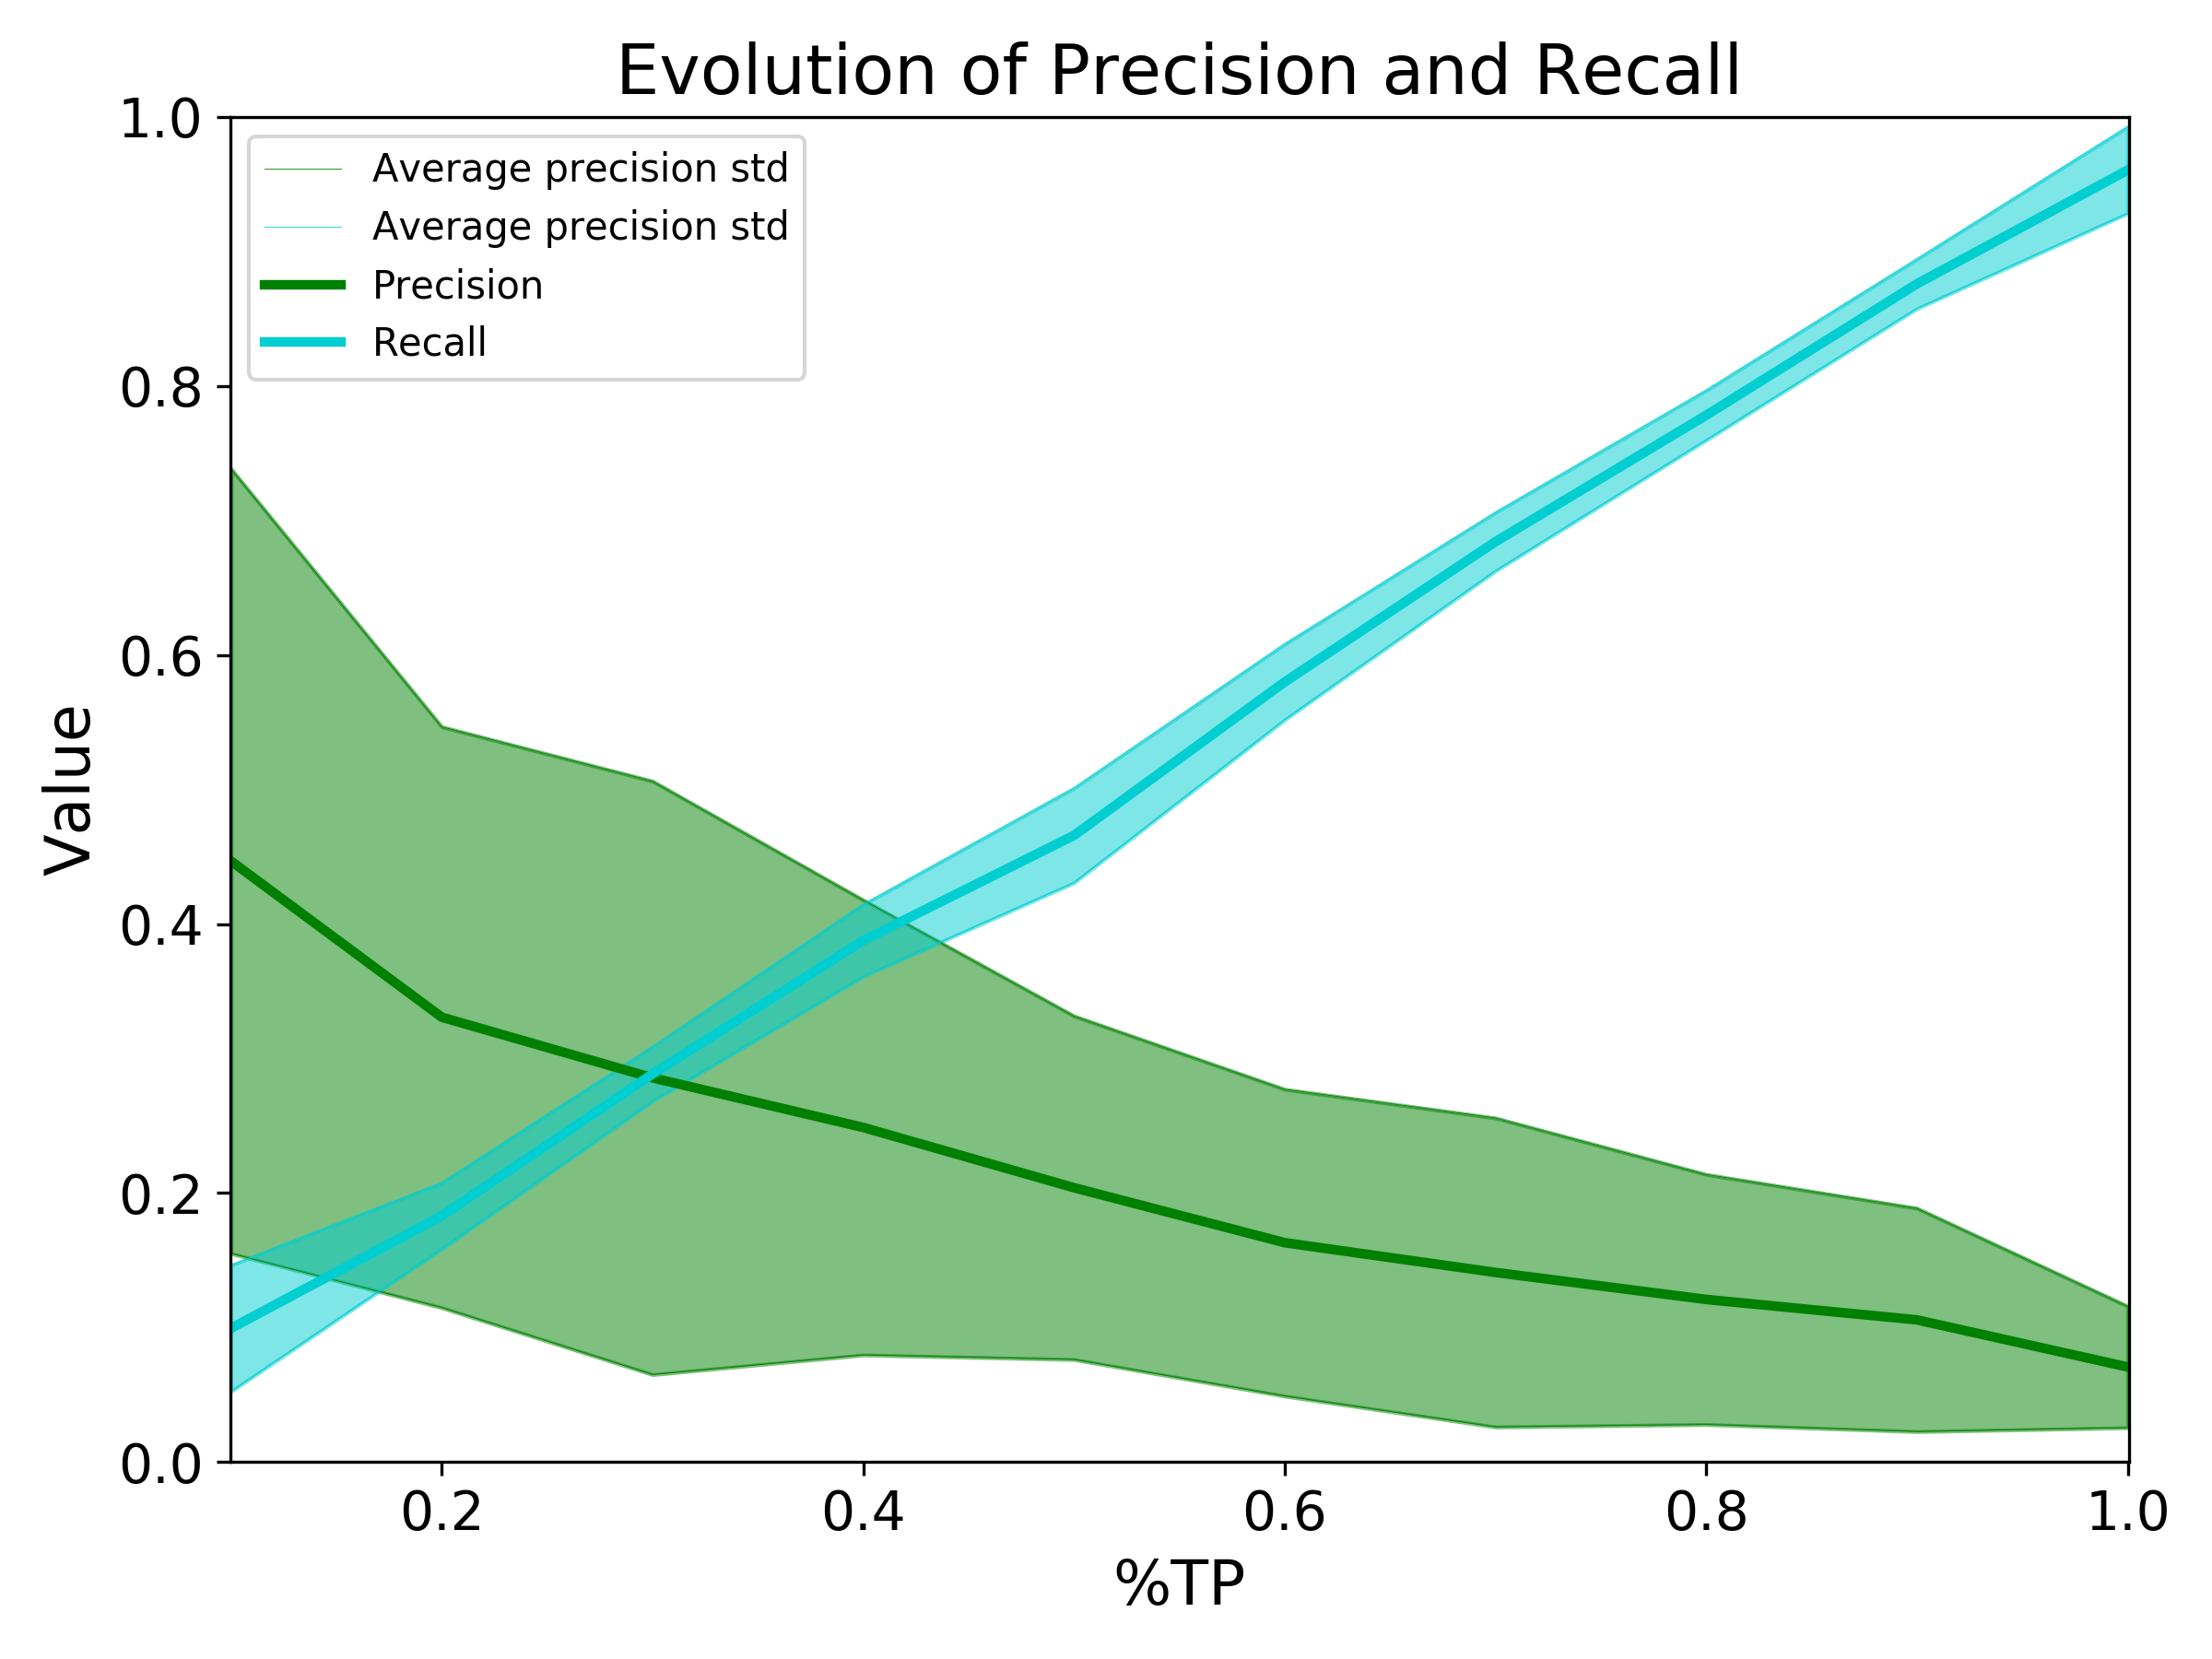 Evolution of Precision and Recall
1.0
Average precision std
Average precision std
Precision
Recall
0.8
0.6
Value
0.4
0.2
0.0
0.2 0.4 0.6 0.8 1.0
%TP